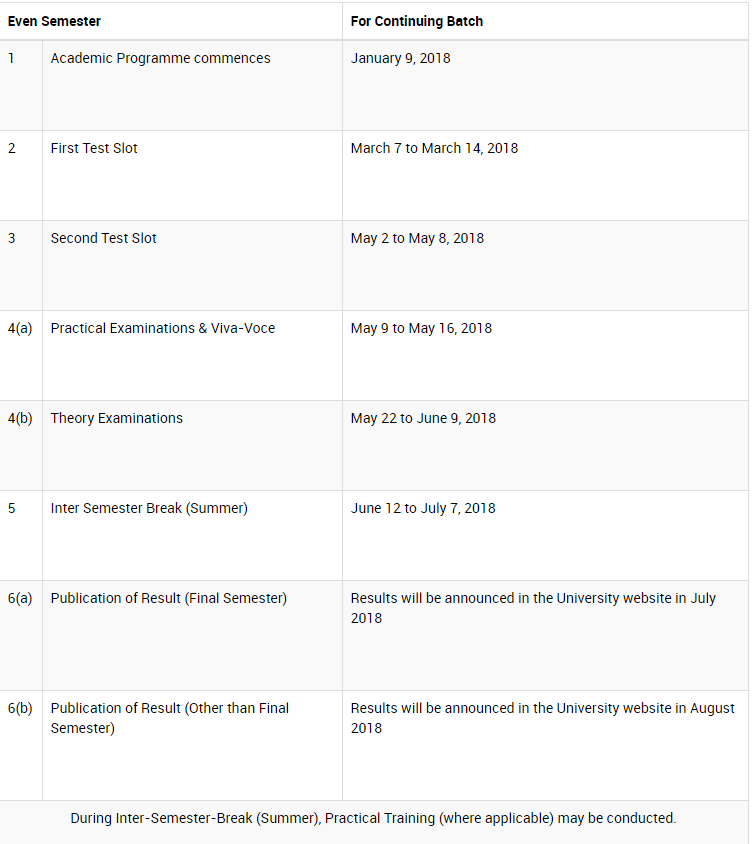 Even Semester For Continuing Batch
1 Academic Programme commences January 9, 2018
2 First Test Slot March 7 to March 14, 2018
3 Second Test Slot May 2 to May 8, 2018
4(a) Practical Examinations & Viva-Voce May 9 to May 16, 2018
4(b) Theory Examinations May 22 to June 9, 2018
5 Inter Semester Break (Summer) June 12 to July 7, 2018
6(a) Publication of Result (Final Semester) Results will be announced in the University website in July
2018
6(b) Publication of Result (Other than Final Results will be announced in the University website in August
Semester) 2018
During Inter-Semester-Break (Summer), Practical Training (where applicable) may be conducted.